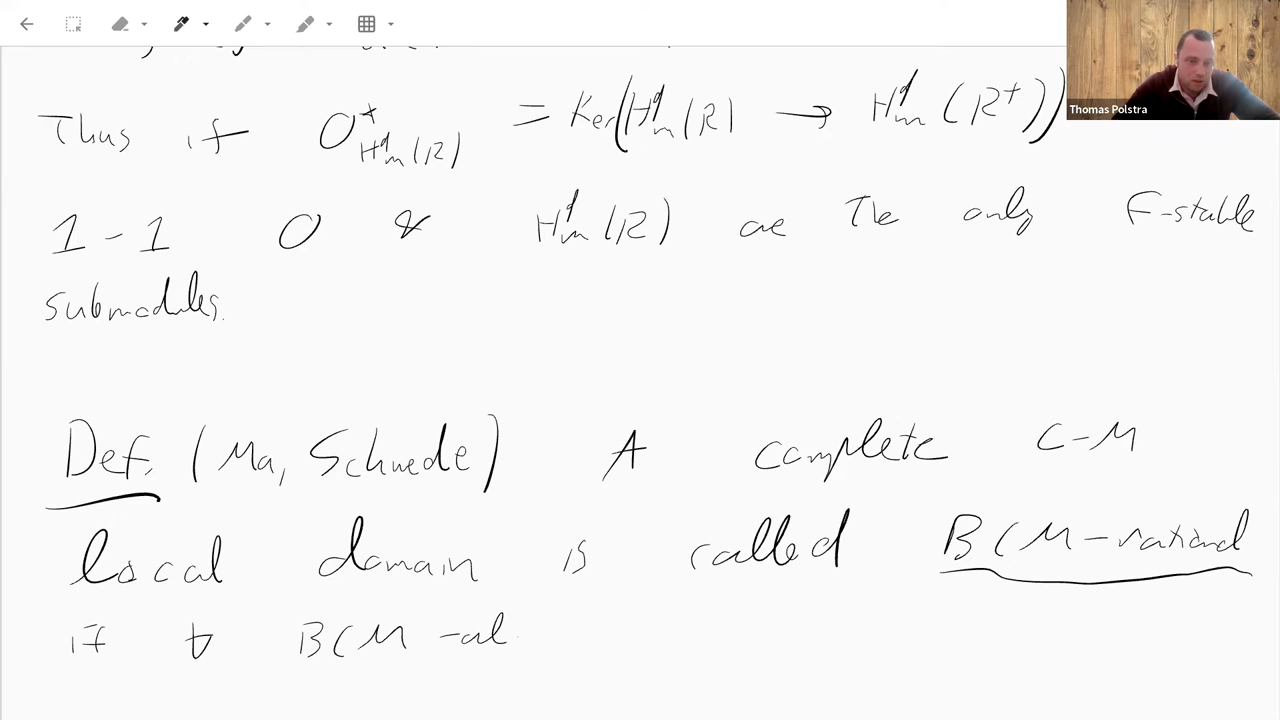 Thomas Polstra
Thus if 0^*_{H^d_m(R)} = Ker(H^d_m(R) → H^d_m(R^+))
1-1 0 & H^d_m(R) are the only F-stable
submodules.
Def. (Ma, Schwede) A complete C-M
local domain is called BCM-rational
if ∀ BCM-al